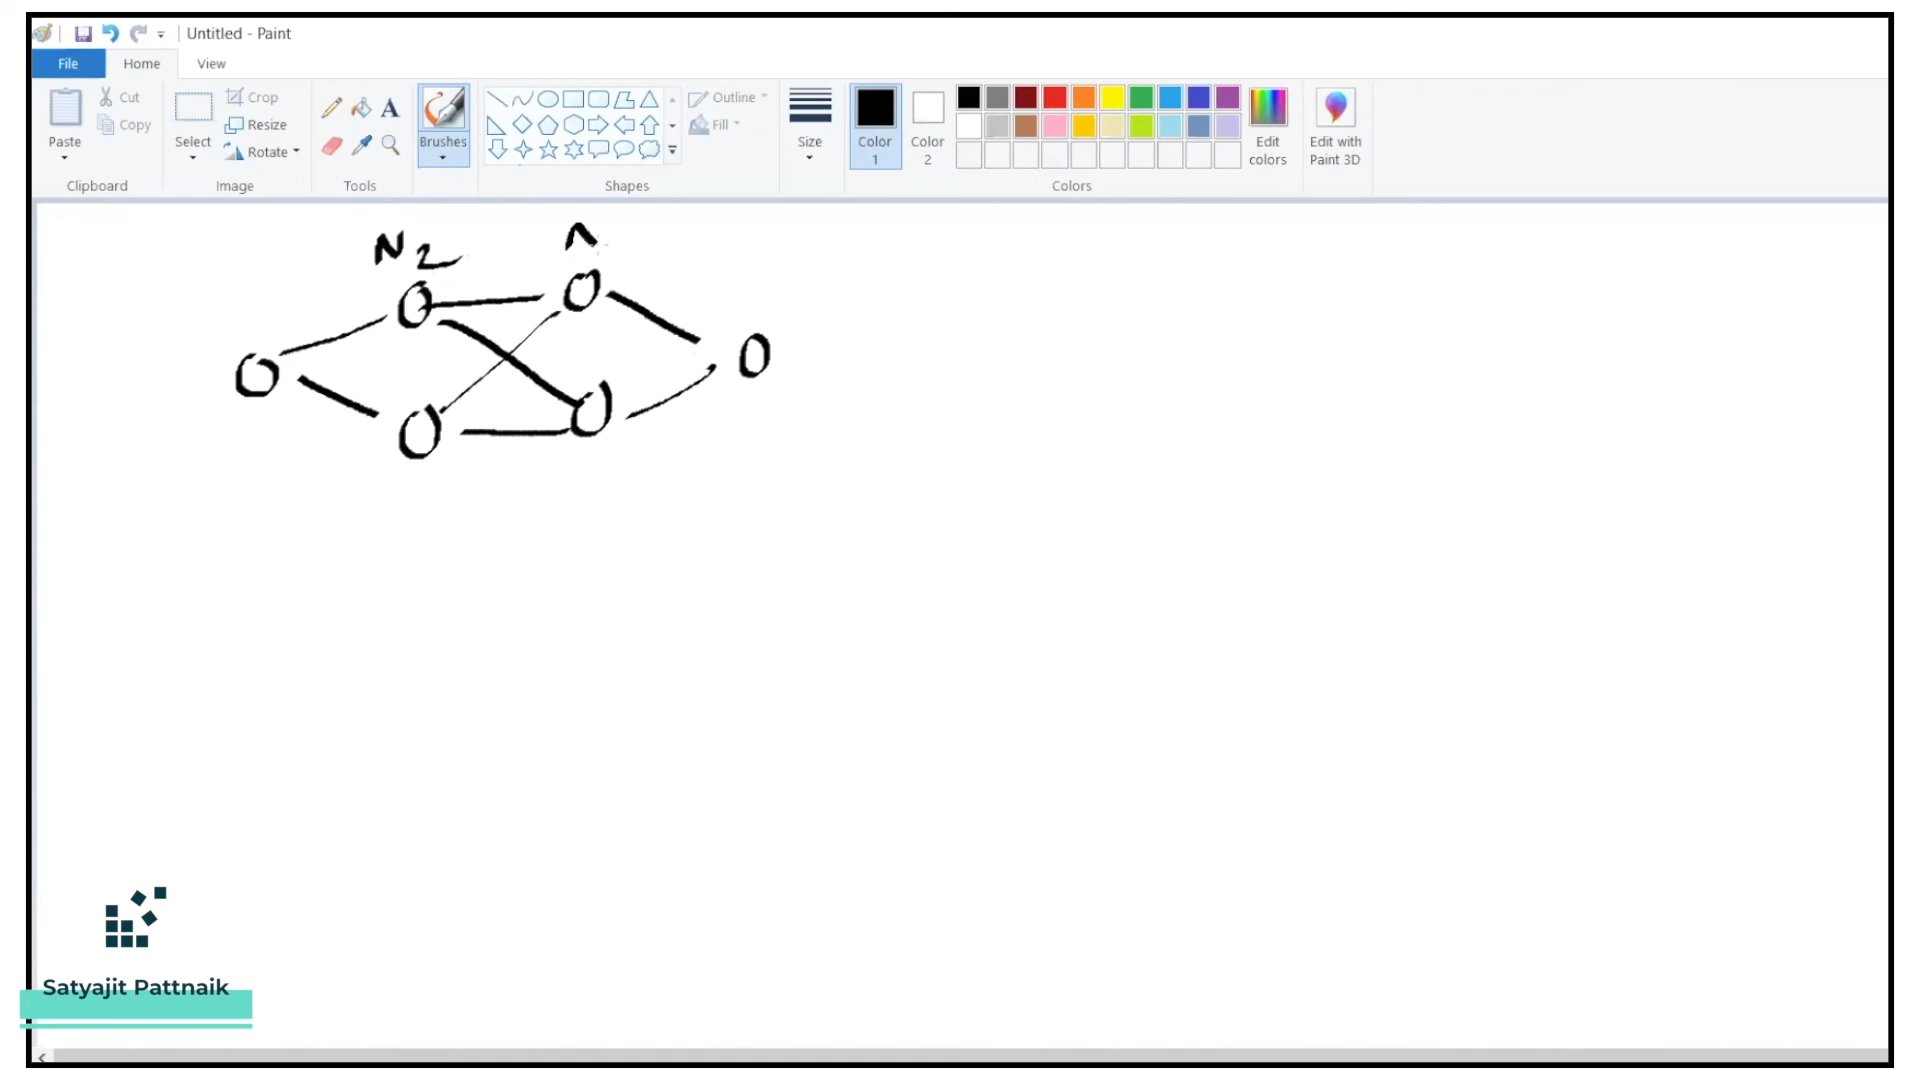 Untitled - Paint
File Home View
Paste
Cut
Copy
Clipboard
Select
Crop
Resize
Rotate
Image
Tools
Brushes
Shapes
Outline
Fill
Size
Color 1
Color 2
Colors
Edit colors
Edit with Paint 3D
N2
Satyajit Pattnaik